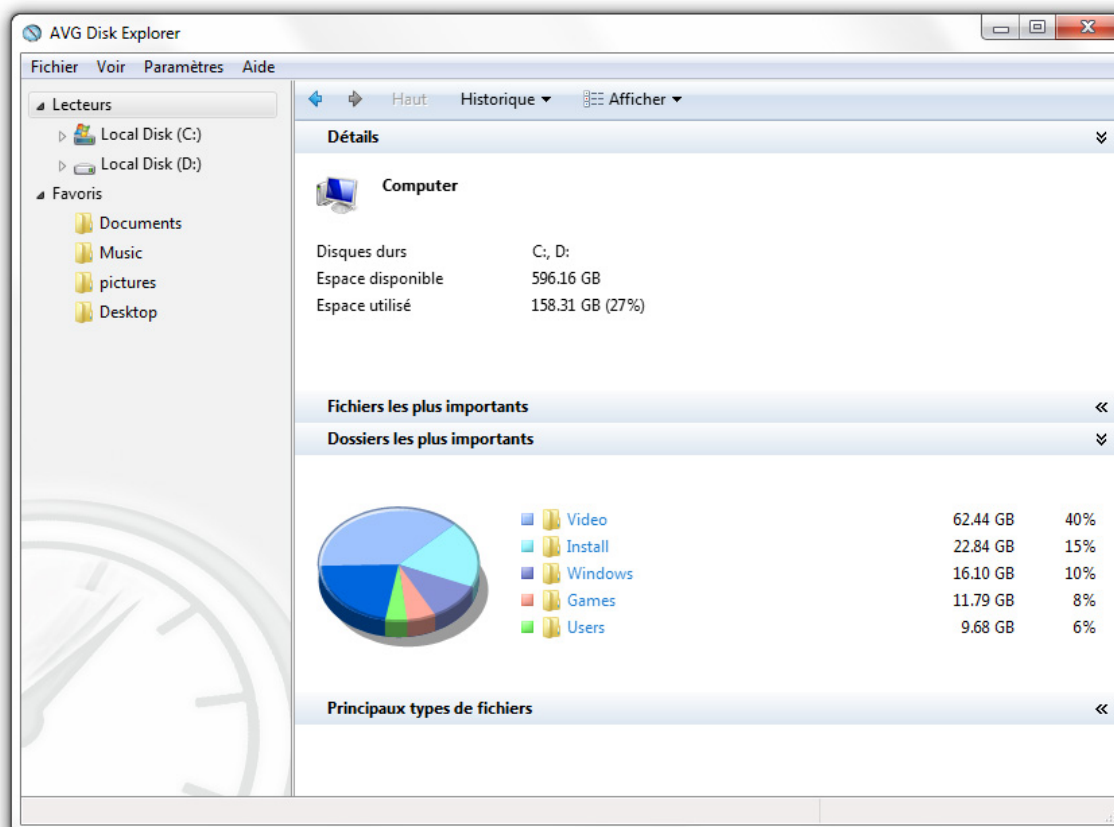 AVG Disk Explorer
Fichier Voir Paramètres Aide
Lecteurs
Local Disk (C:)
Local Disk (D:)
Favoris
Documents
Music
pictures
Desktop
Haut Historique Afficher
Détails
Computer
Disques durs C:, D:
Espace disponible 596.16 GB
Espace utilisé 158.31 GB (27%)
Fichiers les plus importants
Dossiers les plus importants
Video 62.44 GB 40%
Install 22.84 GB 15%
Windows 16.10 GB 10%
Games 11.79 GB 8%
Users 9.68 GB 6%
Principaux types de fichiers